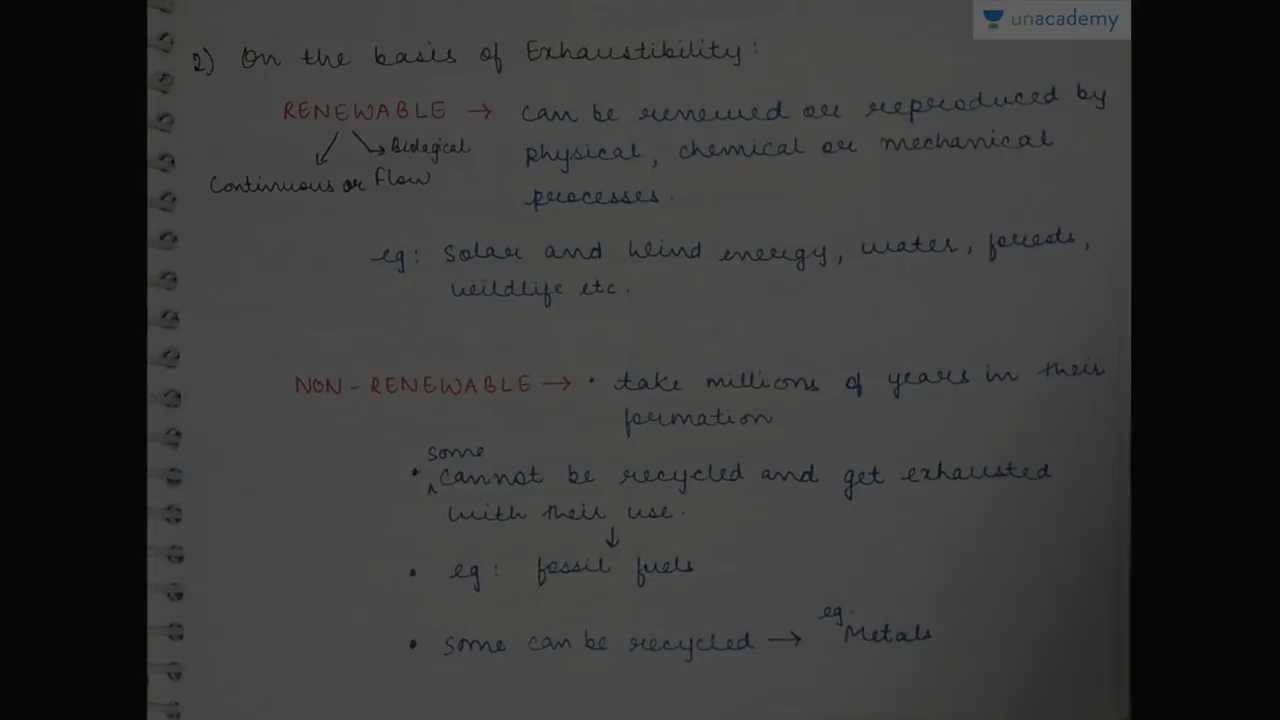 unacademy
2) On the basis of Exhaustibility:
RENEWABLE → can be renewed or reproduced by
physical, chemical or mechanical
processes.
Biological
Continuous or Flow
eg: Solar and Wind energy, water, forests,
wildlife etc.
NON-RENEWABLE → • take millions of years in their
formation
• some cannot be recycled and get exhausted
with their use.
↓
• eg: fossil fuels
• some can be recycled → eg. Metals